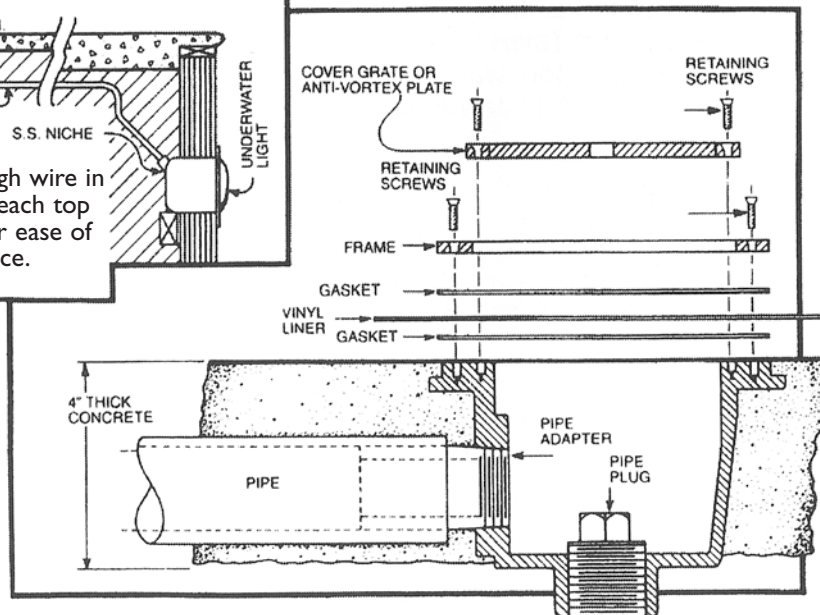 S.S. NICHE
UNDERWATER
LIGHT
gh wire in
each top
ease of
ce.
COVER GRATE OR
ANTI-VORTEX PLATE
RETAINING
SCREWS
RETAINING
SCREWS
FRAME
GASKET
VINYL
LINER
GASKET
4" THICK
CONCRETE
PIPE
ADAPTER
PIPE
PIPE
PLUG